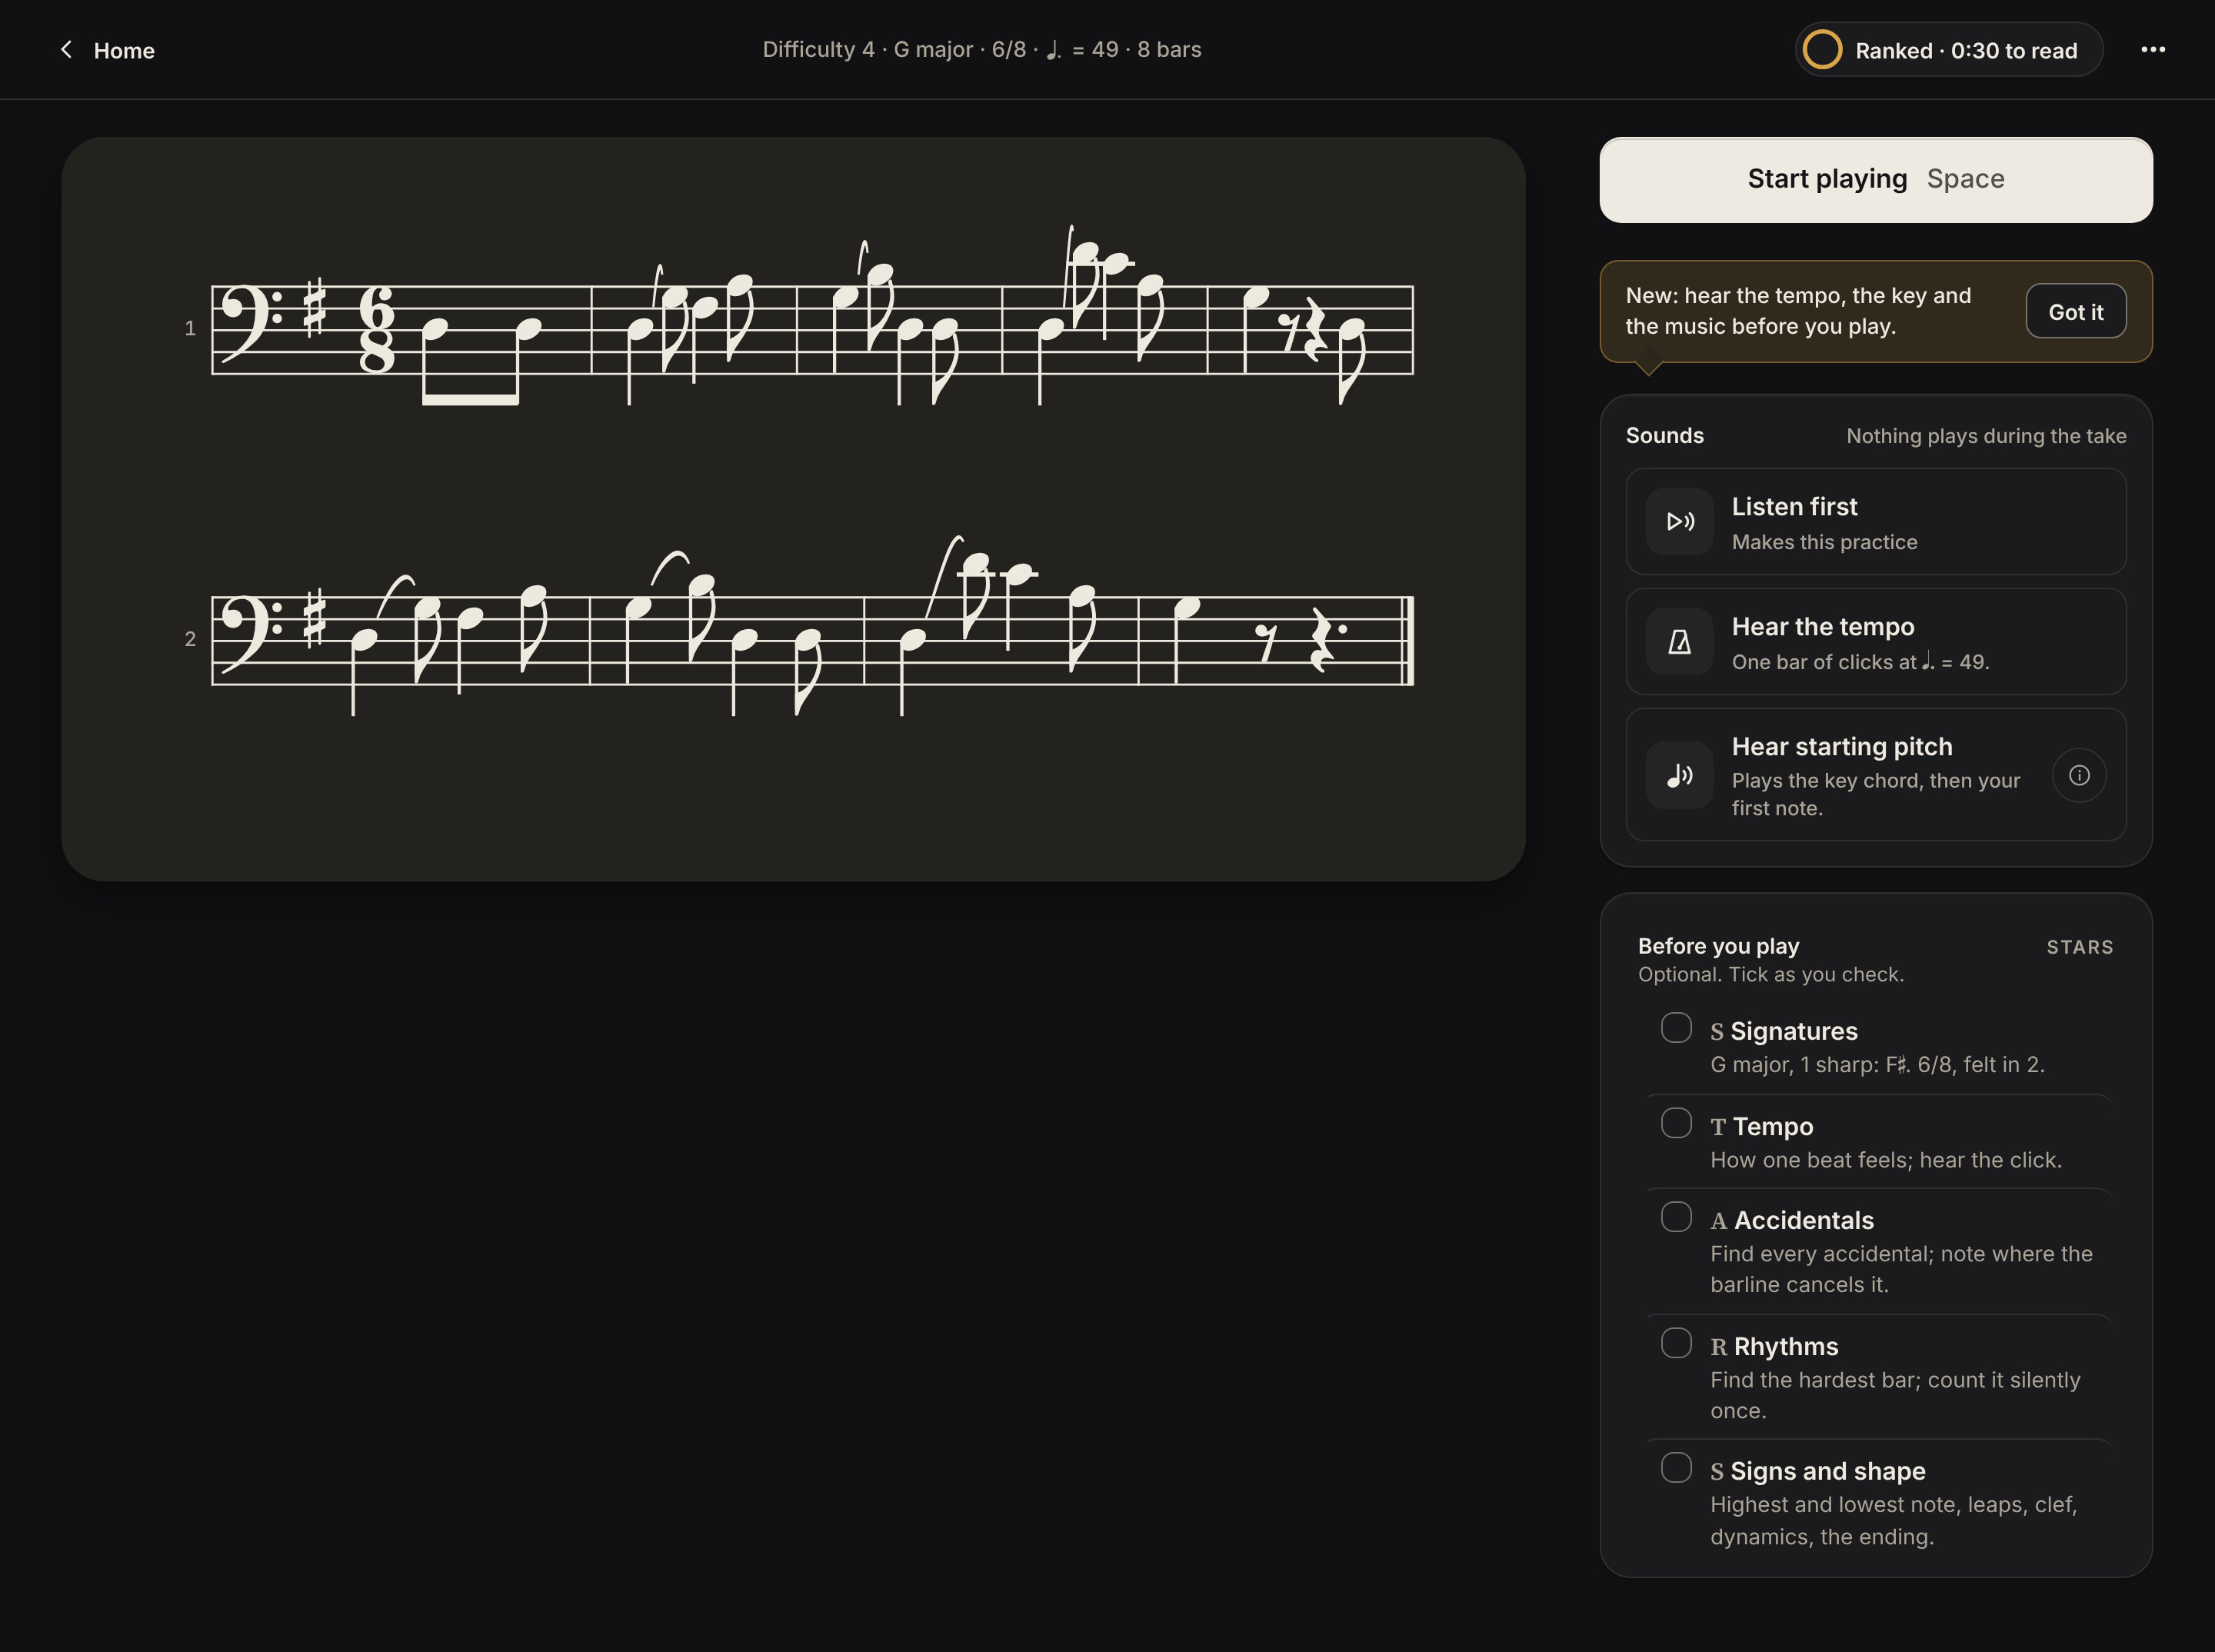 Home
Difficulty 4 · G major · 6/8 · ♩. = 49 · 8 bars
Ranked · 0:30 to read
Start playing Space
New: hear the tempo, the key and
the music before you play.
Got it
1
6
8
2
Sounds
Nothing plays during the take
Listen first
Makes this practice
Hear the tempo
One bar of clicks at ♩. = 49.
Hear starting pitch
Plays the key chord, then your
first note.
Before you play
STARS
Optional. Tick as you check.
S Signatures
G major, 1 sharp: F♯. 6/8, felt in 2.
T Tempo
How one beat feels; hear the click.
A Accidentals
Find every accidental; note where the
barline cancels it.
R Rhythms
Find the hardest bar; count it silently
once.
S Signs and shape
Highest and lowest note, leaps, clef,
dynamics, the ending.